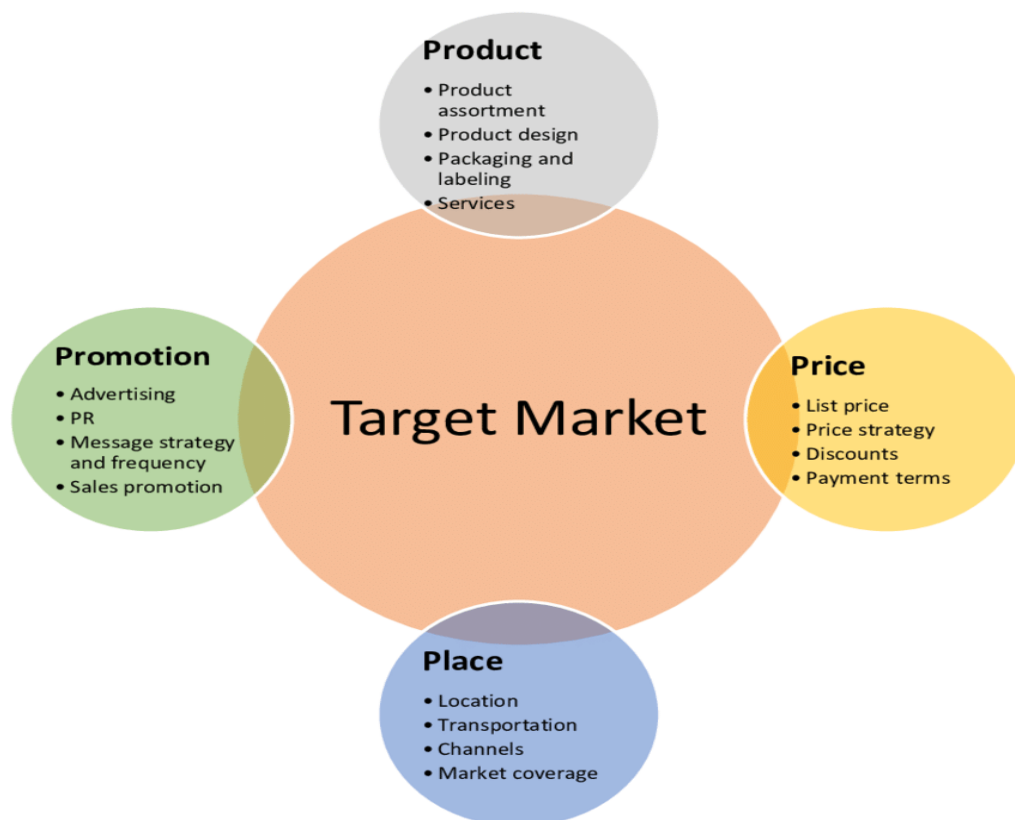 Product
• Product
assortment
• Product design
• Packaging and
labeling
• Services
Promotion
• Advertising
• PR
• Message strategy
and frequency
• Sales promotion
Target Market
Price
• List price
• Price strategy
• Discounts
• Payment terms
Place
• Location
• Transportation
• Channels
• Market coverage